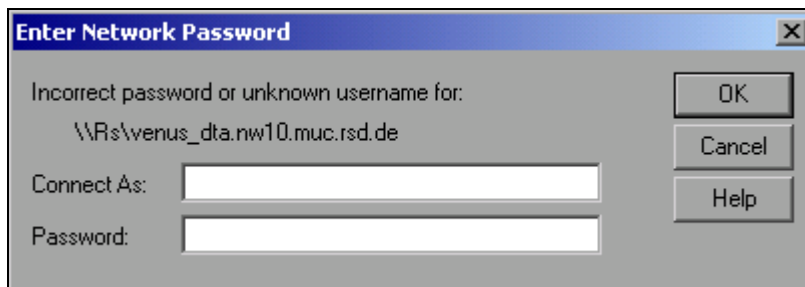 Enter Network Password
Incorrect password or unknown username for:
\\Rs\venus_dta.nw10.muc.rsd.de
Connect As:
Password:
OK
Cancel
Help